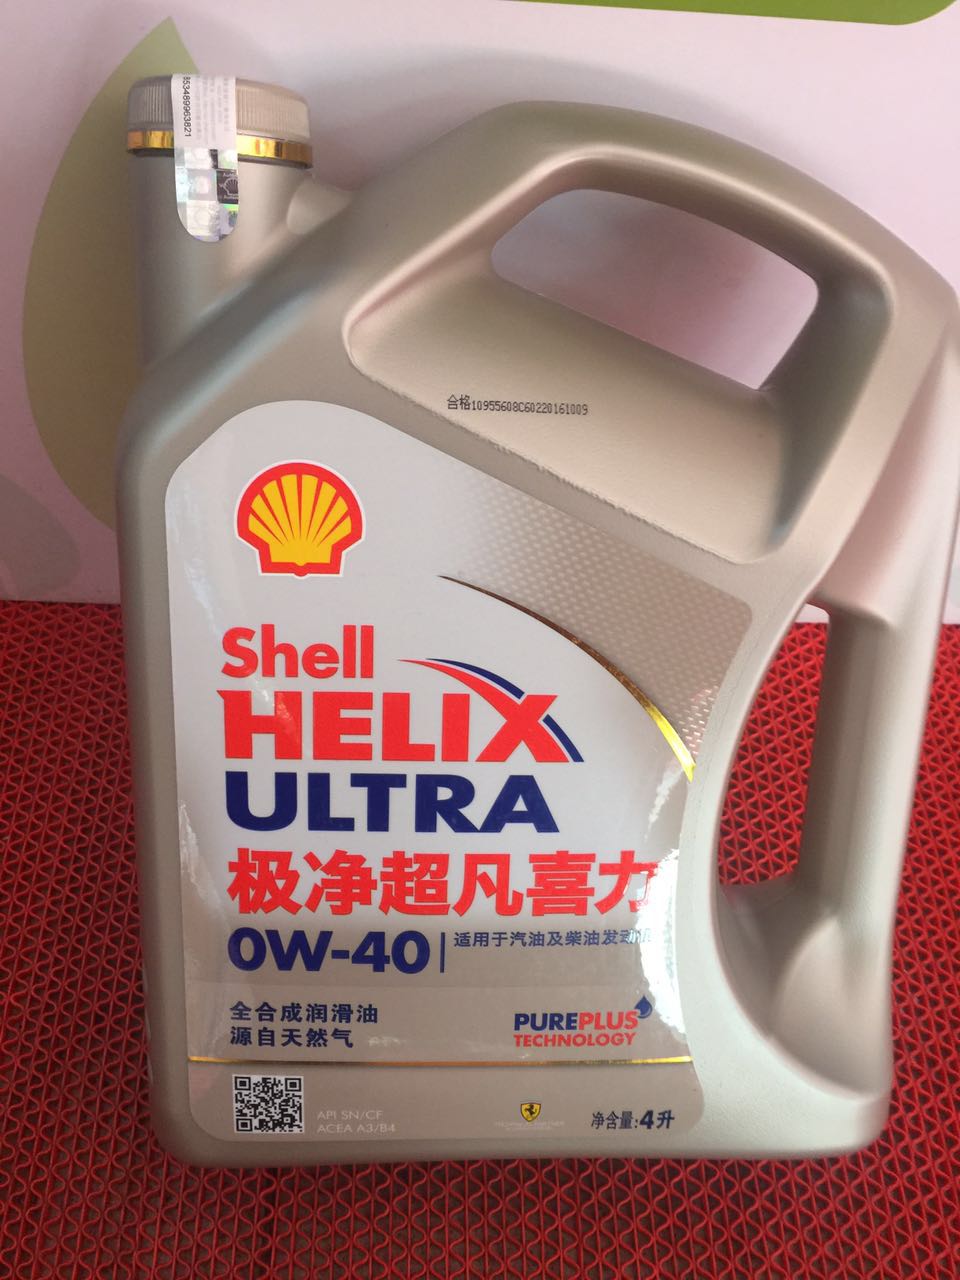 8534899963821
合格10955608C60220161009
Shell
HELIX
ULTRA
极净超凡喜力
0W-40
适用于汽油及柴油发动机
全合成润滑油
源自天然气
PUREPLUS
TECHNOLOGY
API SN/CF
ACEA A3/B4
净含量:4升